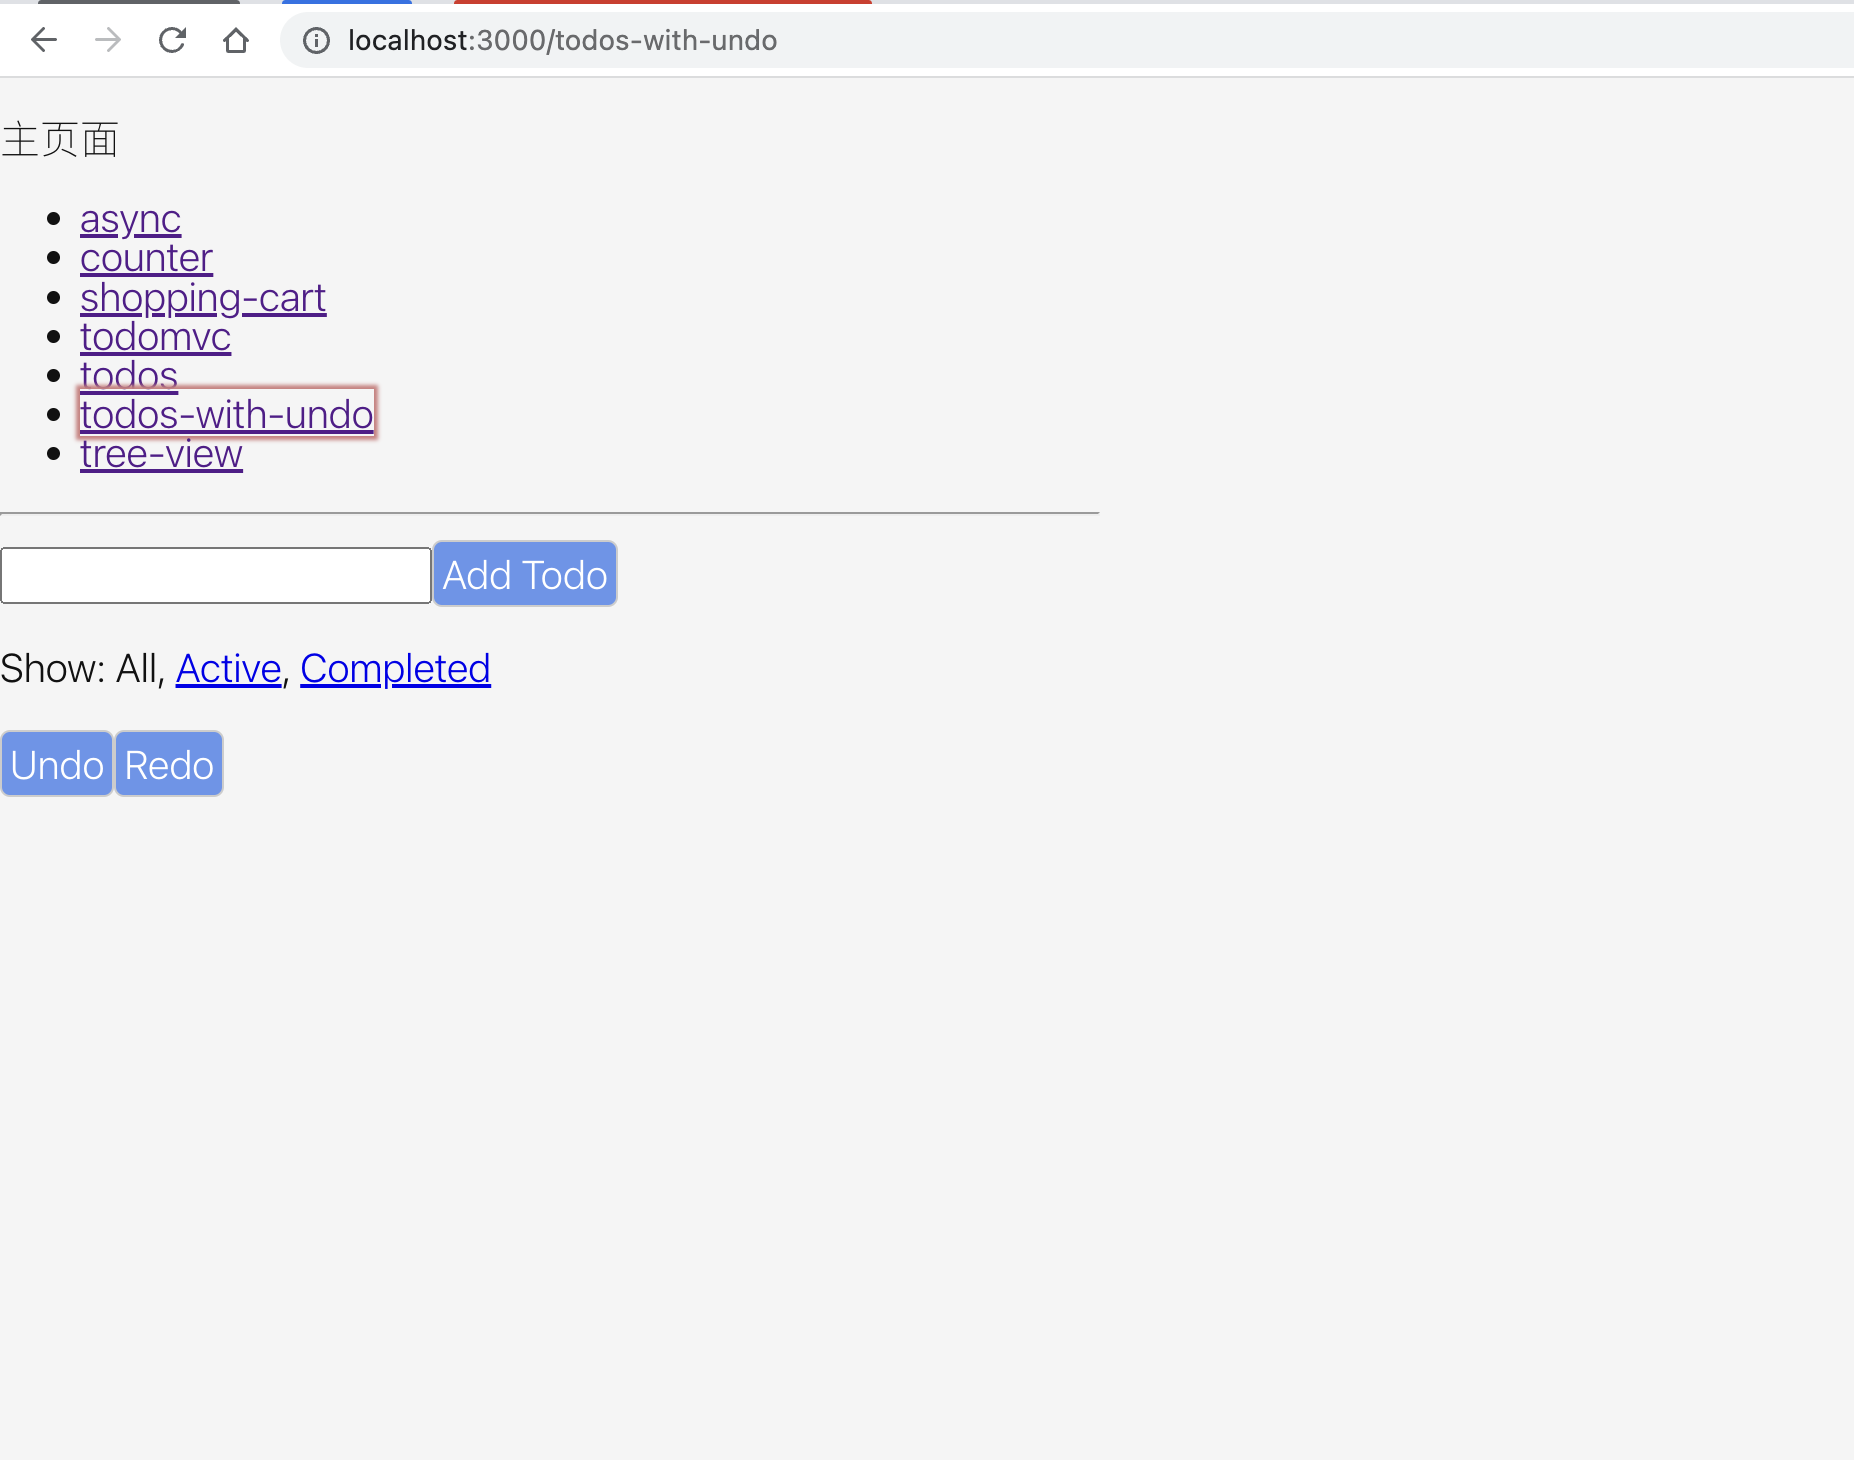 localhost:3000/todos-with-undo
主页面
async
counter
shopping-cart
todomvc
todos
todos-with-undo
tree-view
Add Todo
Show: All, Active, Completed
Undo Redo